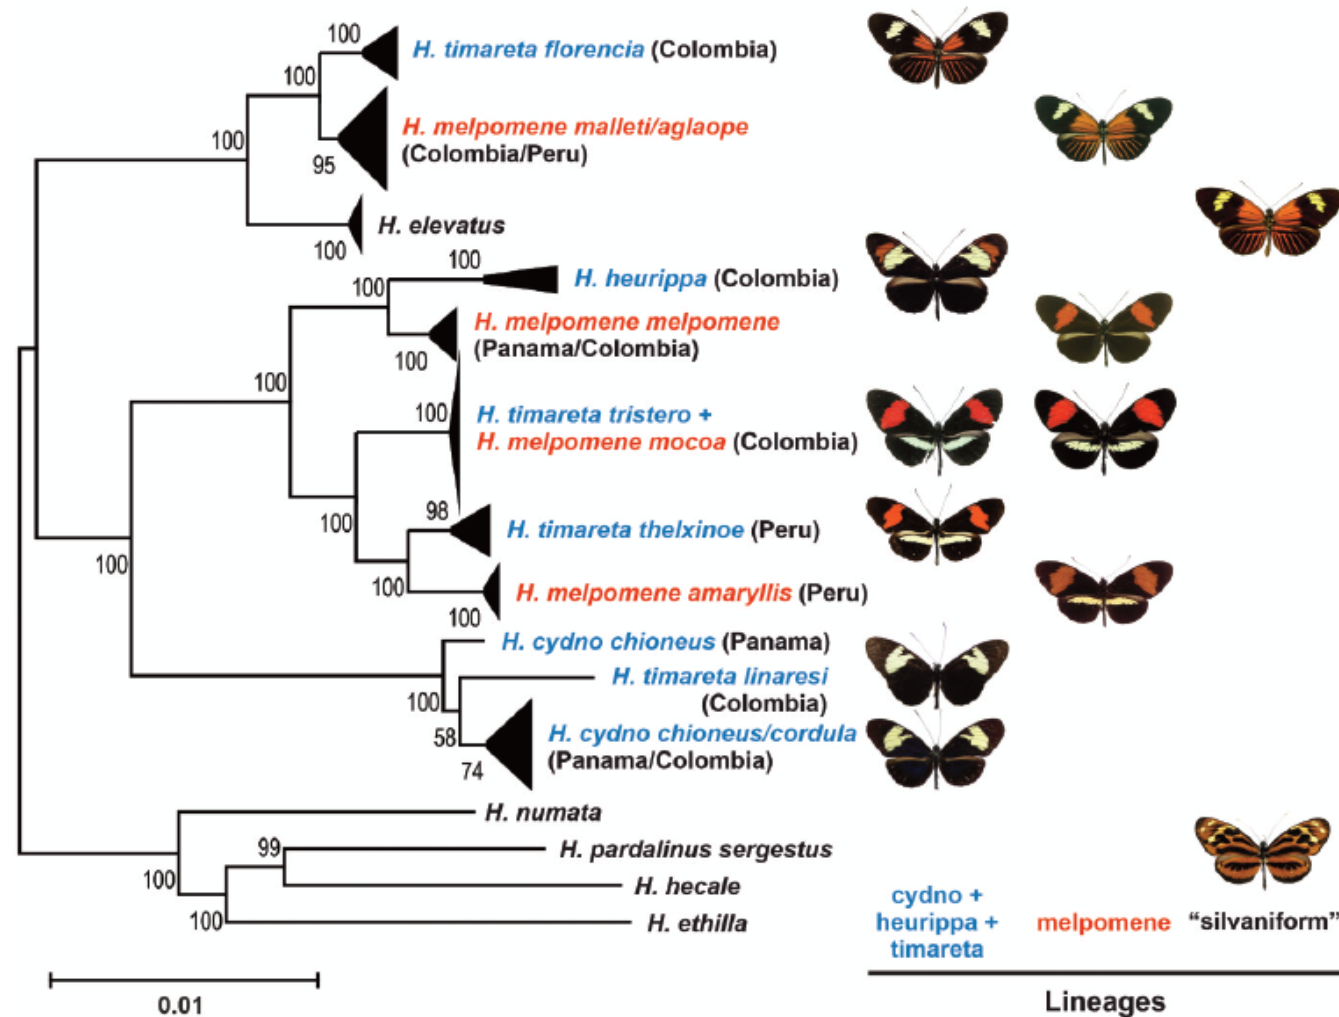 100
H. timareta florencia (Colombia)
100
100
H. melpomene malleti/aglaope
(Colombia/Peru)
95
H. elevatus
100
100
H. heurippa (Colombia)
100
H. melpomene melpomene
(Panama/Colombia)
100
100
100
H. timareta tristero +
H. melpomene mocoa (Colombia)
98
H. timareta thelxinoe (Peru)
100
100
100
H. melpomene amaryllis (Peru)
100
H. cydno chioneus (Panama)
H. timareta linaresi
(Colombia)
100
H. cydno chioneus/cordula
(Panama/Colombia)
58
74
H. numata
99
H. pardalinus sergestus
100
H. hecale
100
H. ethilla
cydno +
heurippa +
timareta
melpomene
“silvaniform”
0.01
Lineages